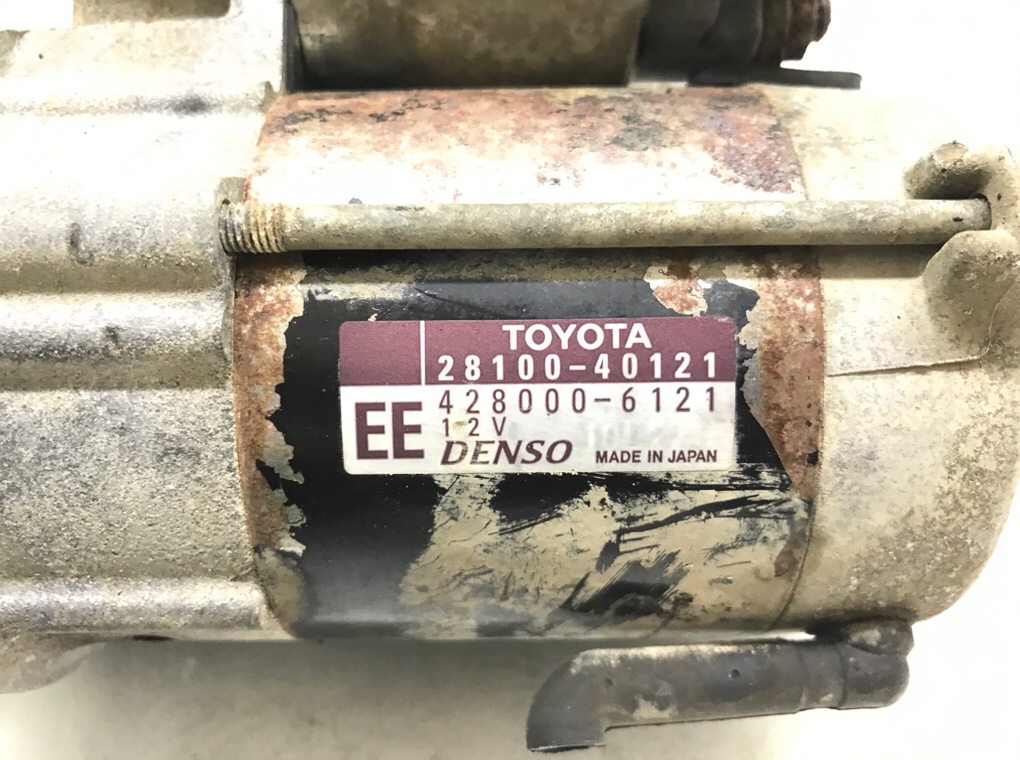 TOYOTA
28100-40121
EE
428000-6121
12V
DENSO
MADE IN JAPAN